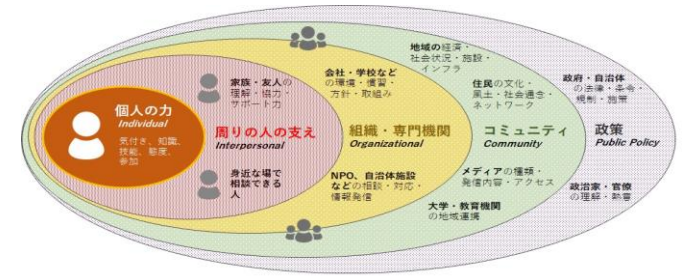 個人の力
Individual
気付き、知識、
技能、態度、
参加
家族・友人の
理解・協力・
サポート力
周りの人の支え
Interpersonal
身近な場で
相談できる
人
会社・学校など
の環境・慣習・
方針・取組み
組織・専門機関
Organizational
NPO、自治体施設
などの相談・対応・
情報発信
地域の経済・
社会状況・施設・
インフラ
住民の文化・
風土・社会通念・
ネットワーク
コミュニティ
Community
メディアの種類・
発信内容・アクセス
大学・教育機関
の地域連携
政府・自治体
の法律・条令・
規制・施策
政策
Public Policy
政治家・官僚
の理解・熱意